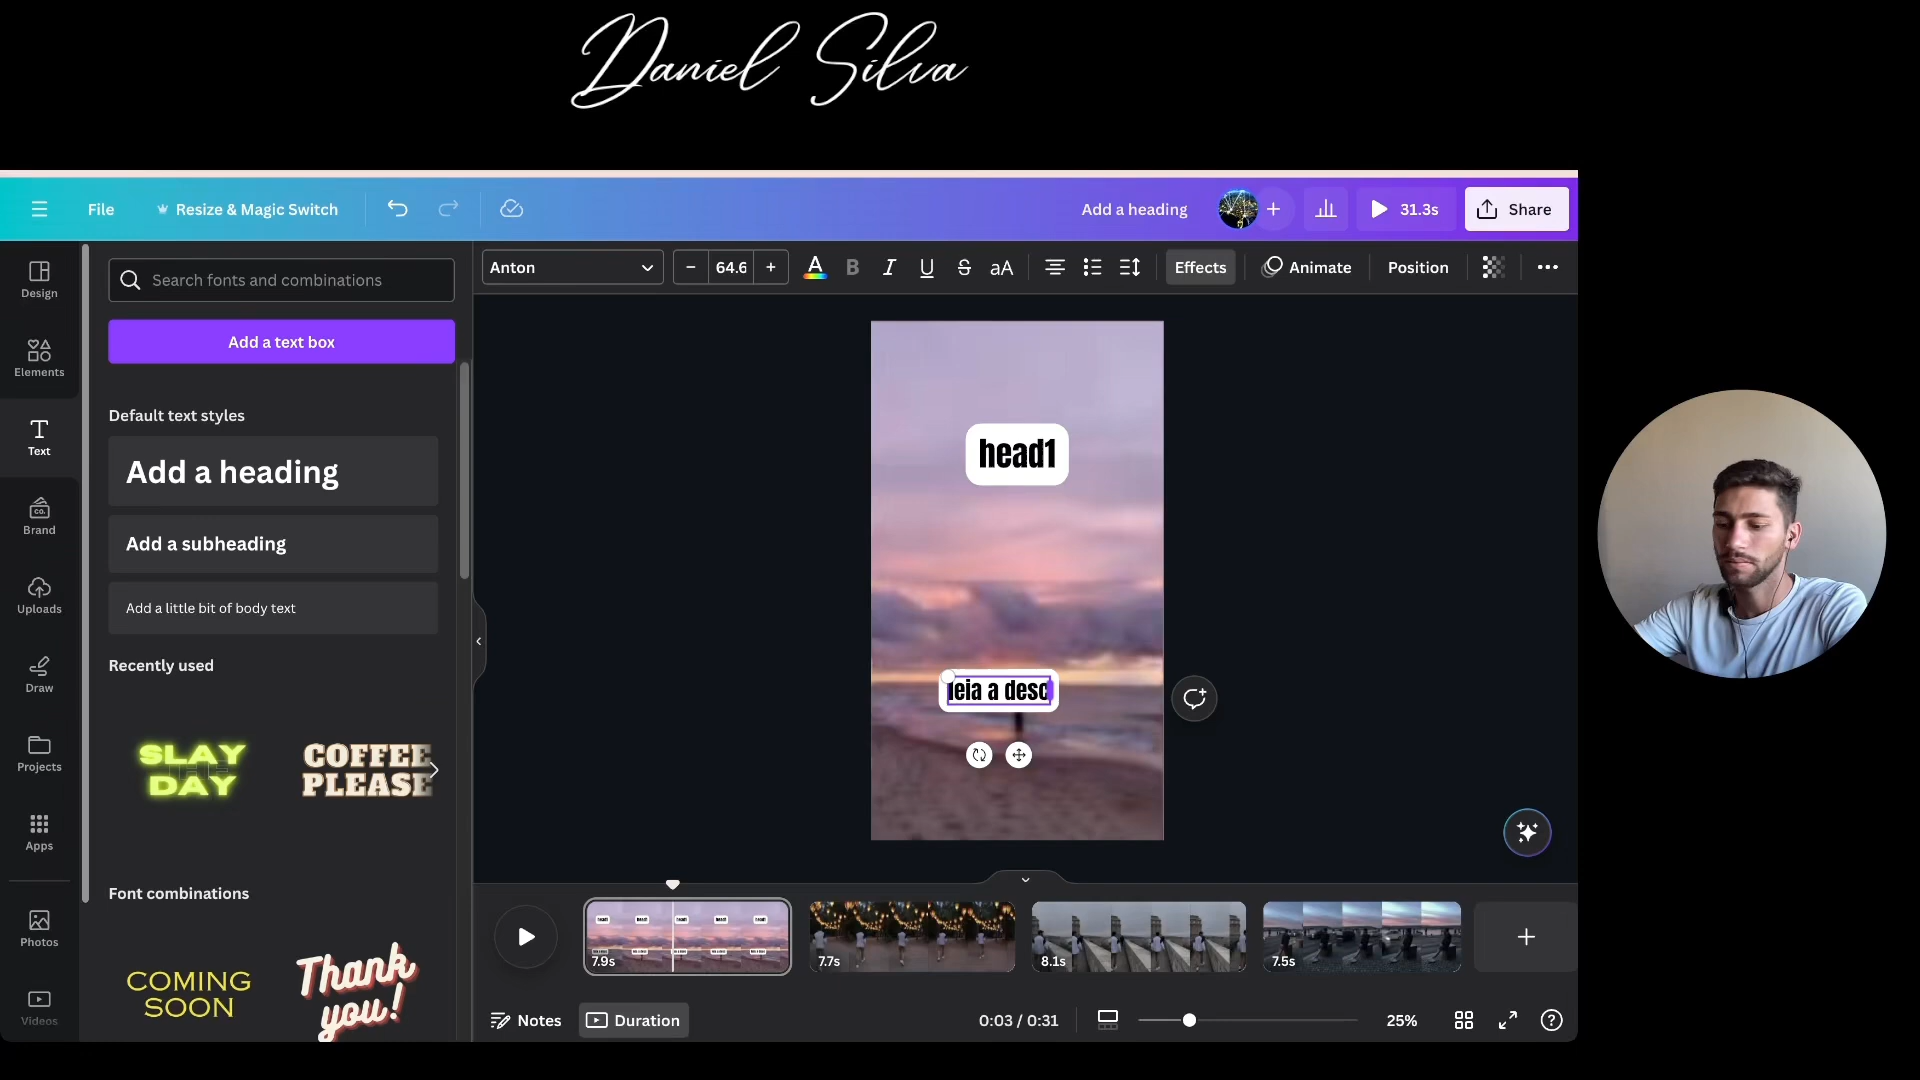 Daniel Silva
File
Resize & Magic Switch
Add a heading
31.3s
Share
Design
Elements
Text
Brand
Uploads
Draw
Projects
Apps
Photos
Videos
Search fonts and combinations
Add a text box
Default text styles
Add a heading
Add a subheading
Add a little bit of body text
Recently used
SLAY
THE
DAY
COFFEE
PLEASE
Font combinations
COMING
SOON
Thank
you!
Anton
64.6
A
B
I
U
S
aA
Effects
Animate
Position
head1
leia a desc
7.9s
7.7s
8.1s
7.5s
Notes
Duration
0:03 / 0:31
25%